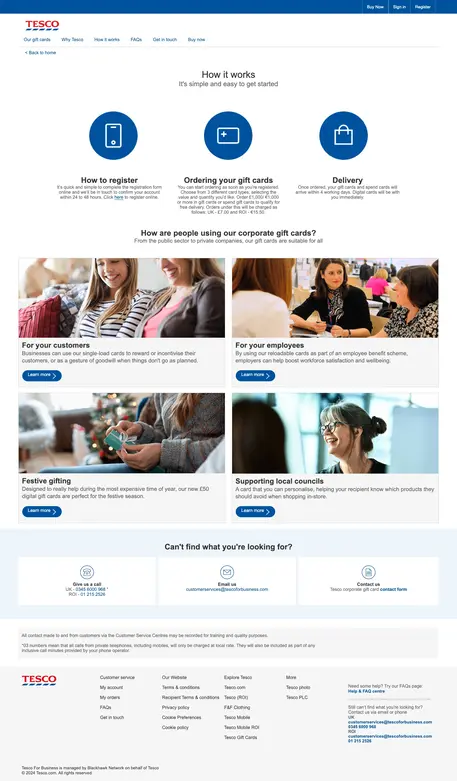 Buy Now Sign in Register
TESCO
Our gift cards Why Tesco How it works FAQs Get in touch Buy now
< Back to home
How it works
It's simple and easy to get started
How to register
It's quick and simple to complete the registration form
online and we'll be in touch to confirm your account
within 24 to 48 hours. Click here to register online.
Ordering your gift cards
You can start ordering as soon as you're registered.
Choose from 3 different card types, selecting the
value and quantity you'd like. Order £1,000/ €1,000
or more in gift cards or spend gift cards to qualify for
free delivery. Orders under this will be charged as
follows: UK - £7.00 and ROI - €15.50.
Delivery
Once ordered, your gift cards and spend cards will
arrive within 4 working days. Digital cards will be with
you immediately
How are people using our corporate gift cards?
From the public sector to private companies, our gift cards are suitable for all
For your customers
Businesses can use our single-load cards to reward or incentivise their
customers, or as a gesture of goodwill when things don't go as planned.
Learn more
For your employees
By using our reloadable cards as part of an employee benefit scheme,
employers can help boost workforce satisfaction and wellbeing.
Learn more
Festive gifting
Designed to really help during the most expensive time of year, our new £50
digital gift cards are perfect for the festive season.
Learn more
Supporting local councils
A card that you can personalise, helping your recipient know which products they
should avoid when shopping in-store.
Learn more
Can't find what you're looking for?
Give us a call
UK - 0345 6000 968 *
ROI - 01 215 2526
Email us
customerservices@tescoforbusiness.com
Contact us
Tesco corporate gift card contact form
All contact made to and from customers via the Customer Service Centres may be recorded for training and quality purposes.
*03 numbers mean that all calls from private telephones, including mobiles, will only be charged at local rate. They will also be included as part of any
inclusive call minutes provided by your phone operator.
TESCO
Customer service
My account
My orders
FAQs
Get in touch
Our Website
Terms & conditions
Recipient Terms & conditions
Privacy policy
Cookie Preferences
Cookie policy
Explore Tesco
Tesco.com
Tesco (ROI)
F&F Clothing
Tesco Mobile
Tesco Mobile ROI
Tesco Gift Cards
More
Tesco photo
Tesco PLC
Need some help? Try our FAQs page:
Help & FAQ centre
Still can't find what you're looking for?
Contact us via email or phone
UK
customerservices@tescoforbusiness.com
0345 6000 968
ROI
customerservices@tescoforbusiness.com
01 215 2526
Tesco For Business is managed by Blackhawk Network on behalf of Tesco
© 2024 Tesco.com. All rights reserved